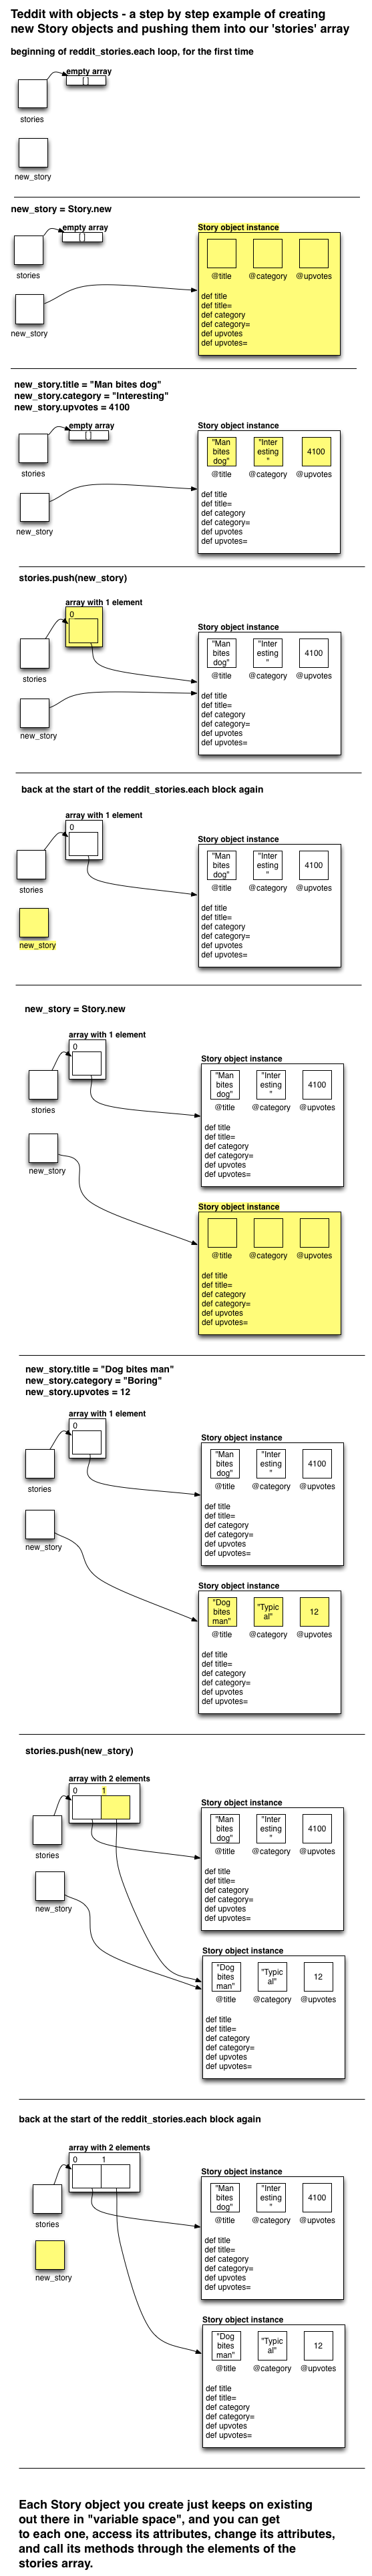 Teddit with objects - a step by step example of creating
new Story objects and pushing them into our 'stories' array
beginning of reddit_stories.each loop, for the first time
empty array
[ ]
stories
new_story
new_story = Story.new
empty array
[ ]
stories
new_story
Story object instance
@title @category @upvotes
def title
def title=
def category
def category=
def upvotes
def upvotes=
new_story.title = "Man bites dog"
new_story.category = "Interesting"
new_story.upvotes = 4100
empty array
[ ]
stories
new_story
Story object instance
"Man
bites
dog"
"Inter
esting
"
4100
@title @category @upvotes
def title
def title=
def category
def category=
def upvotes
def upvotes=
stories.push(new_story)
array with 1 element
0
stories
new_story
Story object instance
"Man
bites
dog"
"Inter
esting
"
4100
@title @category @upvotes
def title
def title=
def category
def category=
def upvotes
def upvotes=
back at the start of the reddit_stories.each block again
array with 1 element
0
stories
new_story
Story object instance
"Man
bites
dog"
"Inter
esting
"
4100
@title @category @upvotes
def title
def title=
def category
def category=
def upvotes
def upvotes=
new_story = Story.new
array with 1 element
0
stories
new_story
Story object instance
"Man
bites
dog"
"Inter
esting
"
4100
@title @category @upvotes
def title
def title=
def category
def category=
def upvotes
def upvotes=
Story object instance
@title @category @upvotes
def title
def title=
def category
def category=
def upvotes
def upvotes=
new_story.title = "Dog bites man"
new_story.category = "Boring"
new_story.upvotes = 12
array with 1 element
0
stories
new_story
Story object instance
"Man
bites
dog"
"Inter
esting
"
4100
@title @category @upvotes
def title
def title=
def category
def category=
def upvotes
def upvotes=
Story object instance
"Dog
bites
man"
"Typic
al"
12
@title @category @upvotes
def title
def title=
def category
def category=
def upvotes
def upvotes=
stories.push(new_story)
array with 2 elements
0 1
stories
new_story
Story object instance
"Man
bites
dog"
"Inter
esting
"
4100
@title @category @upvotes
def title
def title=
def category
def category=
def upvotes
def upvotes=
Story object instance
"Dog
bites
man"
"Typic
al"
12
@title @category @upvotes
def title
def title=
def category
def category=
def upvotes
def upvotes=
back at the start of the reddit_stories.each block again
array with 2 elements
0 1
stories
new_story
Story object instance
"Man
bites
dog"
"Inter
esting
"
4100
@title @category @upvotes
def title
def title=
def category
def category=
def upvotes
def upvotes=
Story object instance
"Dog
bites
man"
"Typic
al"
12
@title @category @upvotes
def title
def title=
def category
def category=
def upvotes
def upvotes=
Each Story object you create just keeps on existing
out there in "variable space", and you can get
to each one, access its attributes, change its attributes,
and call its methods through the elements of the
stories array.